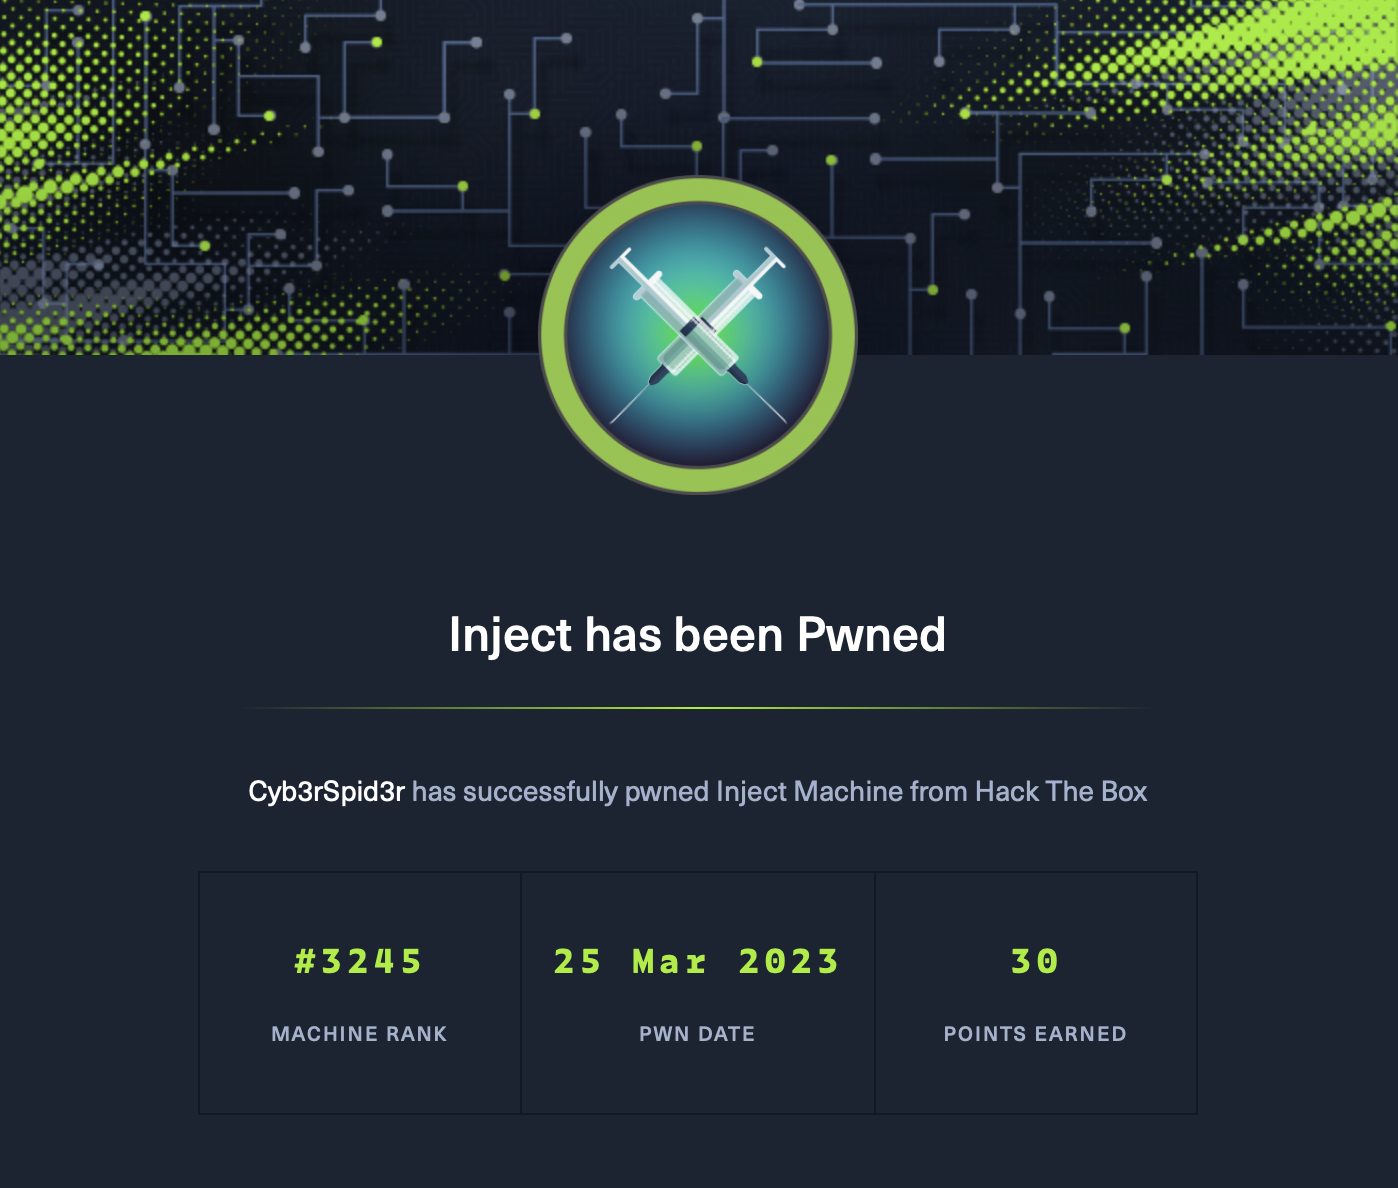 Inject has been Pwned
Cyb3rSpid3r has successfully pwned Inject Machine from Hack The Box
#3245
MACHINE RANK
25 Mar 2023
PWN DATE
30
POINTS EARNED